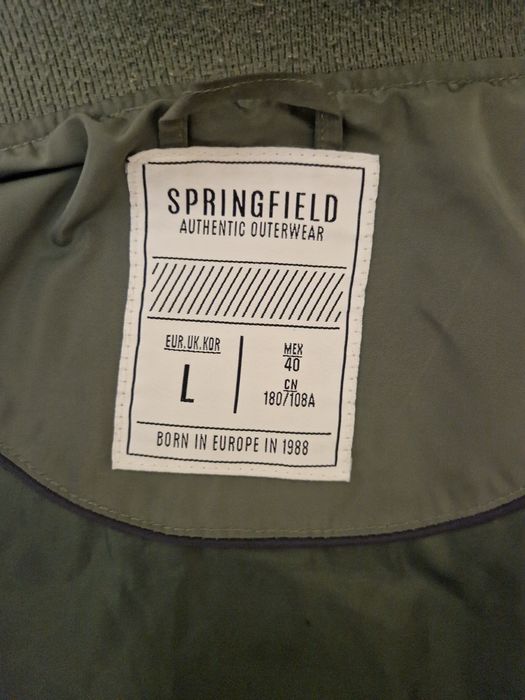 SPRINGFIELD
AUTHENTIC OUTERWEAR
EUR.UK.KOR
L
MEX
40
CN
180/108A
BORN IN EUROPE IN 1988